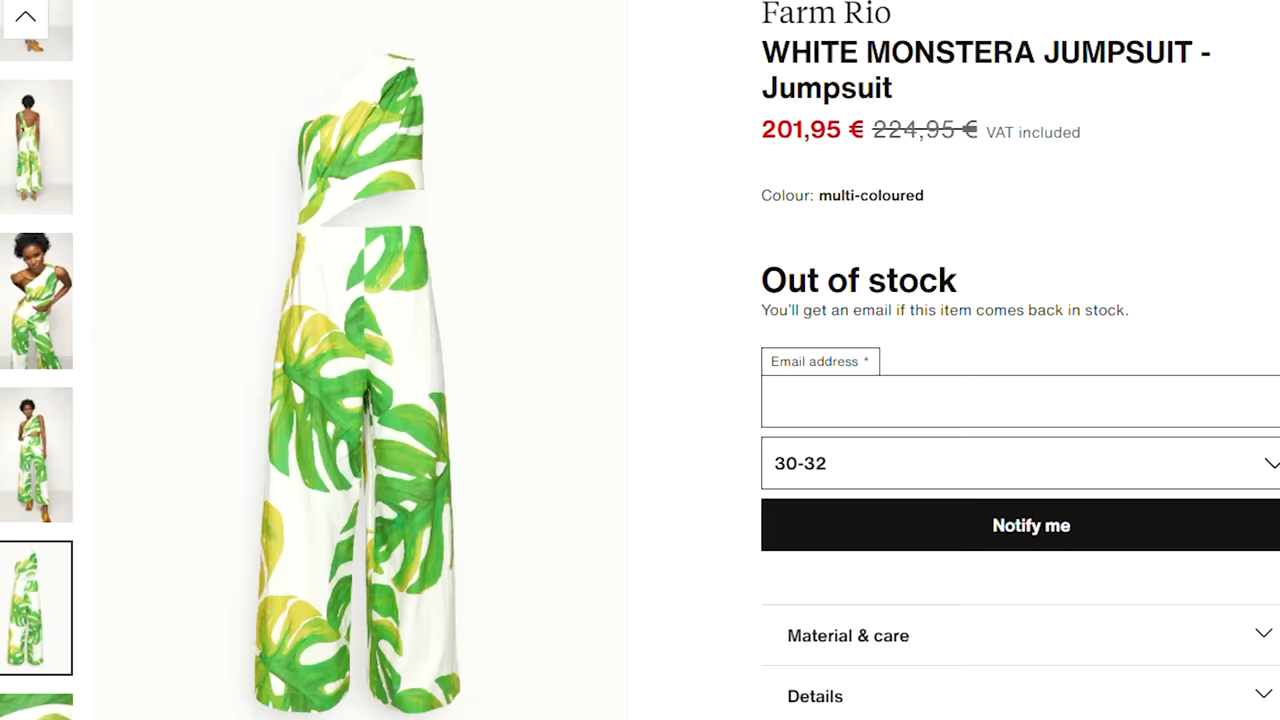 Farm Rio
WHITE MONSTERA JUMPSUIT -
Jumpsuit
201,95 € 224,95 € VAT included
Colour: multi-coloured
Out of stock
You'll get an email if this item comes back in stock.
Email address *
30-32
Notify me
Material & care
Details